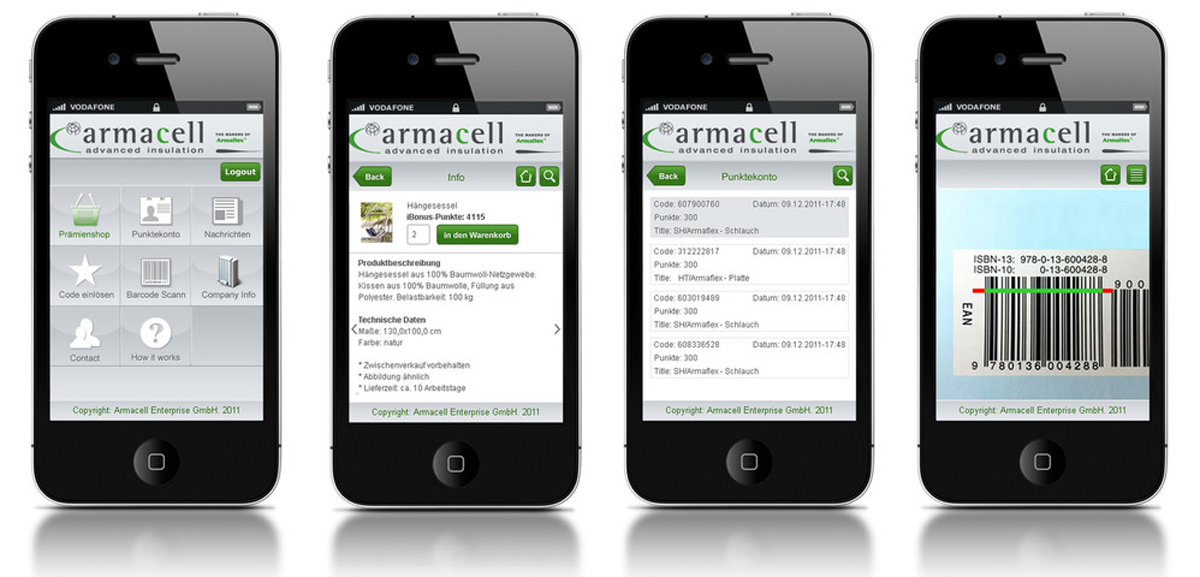 VODAFONE
armacell
advanced insulation
THE MAKERS OF
Armaflex®
Logout
Prämienshop
Punktekonto
Nachrichten
Code einlösen
Barcode Scann
Company Info
Contact
How it works
Copyright: Armacell Enterprise GmbH. 2011
VODAFONE
armacell
advanced insulation
THE MAKERS OF
Armaflex®
Back
Info
Hängesessel
iBonus-Punkte: 4115
2
in den Warenkorb
Produktbeschreibung
Hängesessel aus 100% Baumwoll-Netzgewebe.
Kissen aus 100% Baumwolle, Füllung aus
Polyester. Belastbarkeit: 100 kg
Technische Daten
Maße: 130,0x100,0 cm
Farbe: natur
* Zwischenverkauf vorbehalten
* Abbildung ähnlich
* Lieferzeit: ca. 10 Arbeitstage
Copyright: Armacell Enterprise GmbH. 2011
VODAFONE
armacell
advanced insulation
THE MAKERS OF
Armaflex®
Back
Punktekonto
Code: 607900760 Datum: 09.12.2011-17:48
Punkte: 300
Title: SH/Armaflex - Schlauch
Code: 312222817 Datum: 09.12.2011-17:48
Punkte: 300
Title: HT/Armaflex - Platte
Code: 603019489 Datum: 09.12.2011-17:48
Punkte: 300
Title: SH/Armaflex - Schlauch
Code: 608336528 Datum: 09.12.2011-17:48
Punkte: 300
Title: SH/Armaflex - Schlauch
Copyright: Armacell Enterprise GmbH. 2011
VODAFONE
armacell
advanced insulation
THE MAKERS OF
Armaflex®
ISBN-13: 978-0-13-600428-8
ISBN-10: 0-13-600428-8
900
EAN
9 780136 004288
Copyright: Armacell Enterprise GmbH. 2011